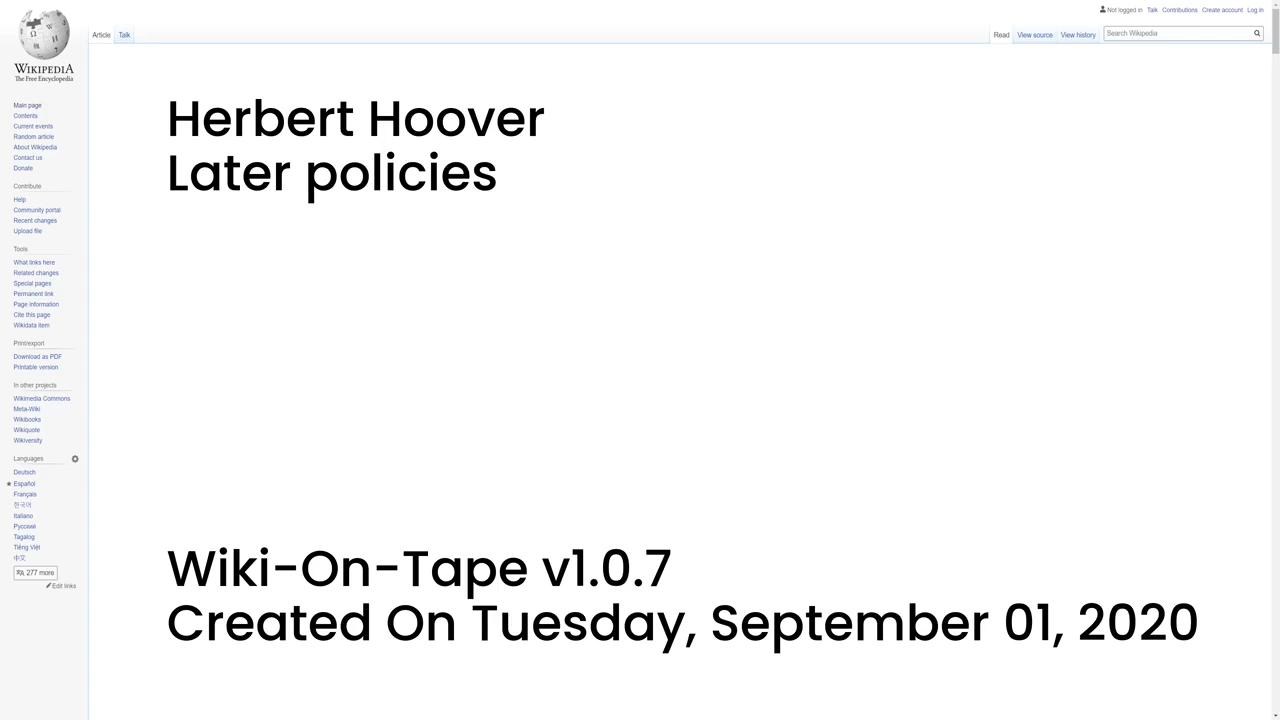 Not logged in Talk Contributions Create account Log in
Article Talk Read View source View history Search Wikipedia
WIKIPEDIA
The Free Encyclopedia
Main page
Contents
Current events
Random article
About Wikipedia
Contact us
Donate
Contribute
Help
Community portal
Recent changes
Upload file
Tools
What links here
Related changes
Special pages
Permanent link
Page information
Cite this page
Wikidata item
Print/export
Download as PDF
Printable version
In other projects
Wikimedia Commons
Meta-Wiki
Wikibooks
Wikiquote
Wikiversity
Languages
Deutsch
Español
Français
한국어
Italiano
Русский
Tagalog
Tiếng Việt
中文
277 more
Edit links
Herbert Hoover
Later policies
Wiki-On-Tape v1.0.7
Created On Tuesday, September 01, 2020